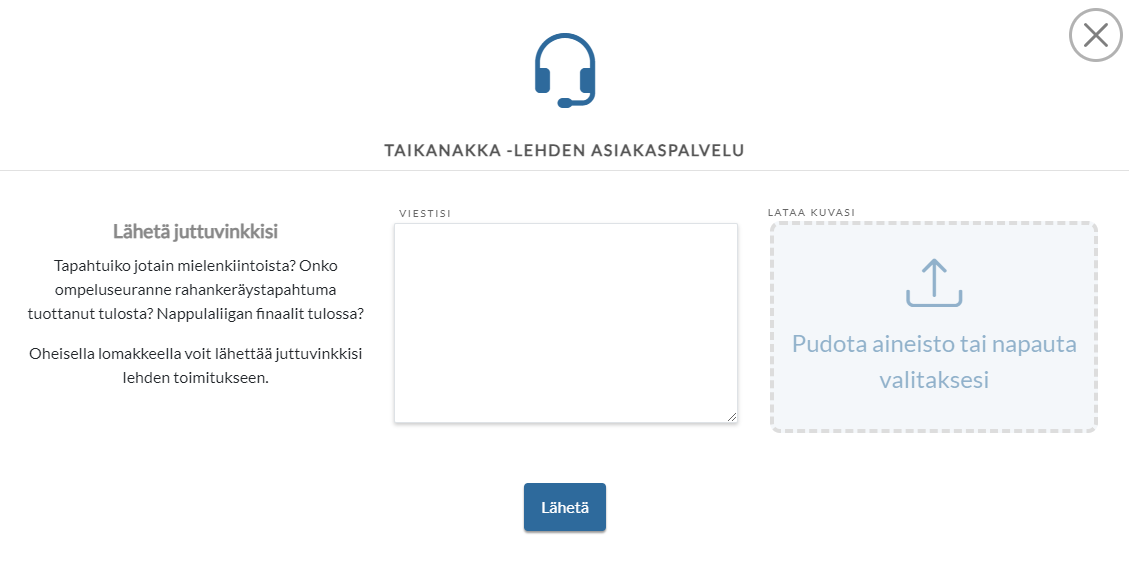 TAIKANAKKA -LEHDEN ASIAKASPALVELU
Lähetä juttuvinkkisi
Tapahtuiko jotain mielenkiintoista? Onko
ompeluseuranne rahankeräystapahtuma
tuottanut tulosta? Nappulaliigan finaalit tulossa?
Oheisella lomakkeella voit lähettää juttuvinkkisi
lehden toimitukseen.
VIESTISI
LATAA KUVASI
Pudota aineisto tai napauta
valitaksesi
Lähetä